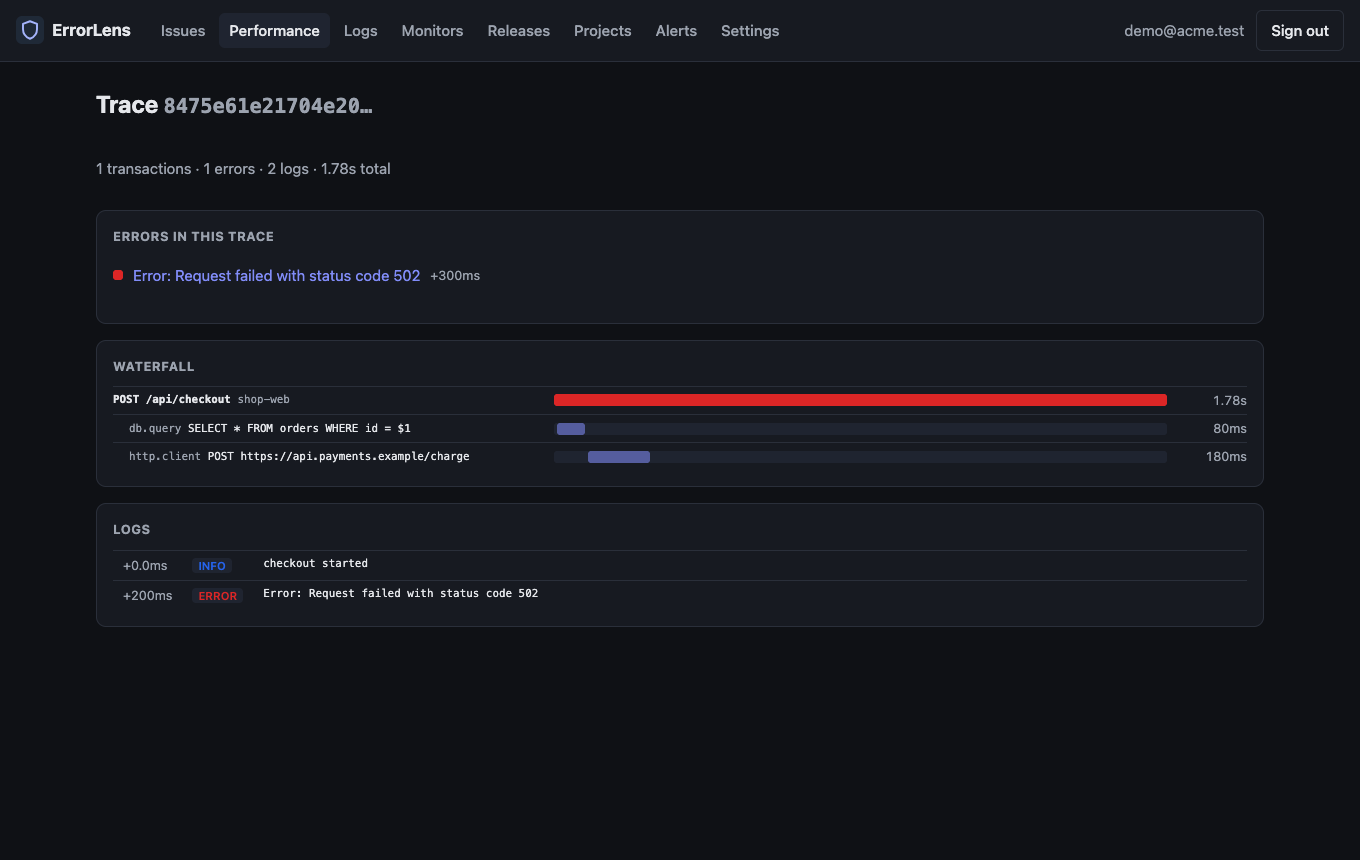 ErrorLens Issues Performance Logs Monitors Releases Projects Alerts Settings demo@acme.test Sign out
Trace 8475e61e21704e20…
1 transactions · 1 errors · 2 logs · 1.78s total
ERRORS IN THIS TRACE
Error: Request failed with status code 502 +300ms
WATERFALL
POST /api/checkout shop-web 1.78s
db.query SELECT * FROM orders WHERE id = $1 80ms
http.client POST https://api.payments.example/charge 180ms
LOGS
+0.0ms INFO checkout started
+200ms ERROR Error: Request failed with status code 502